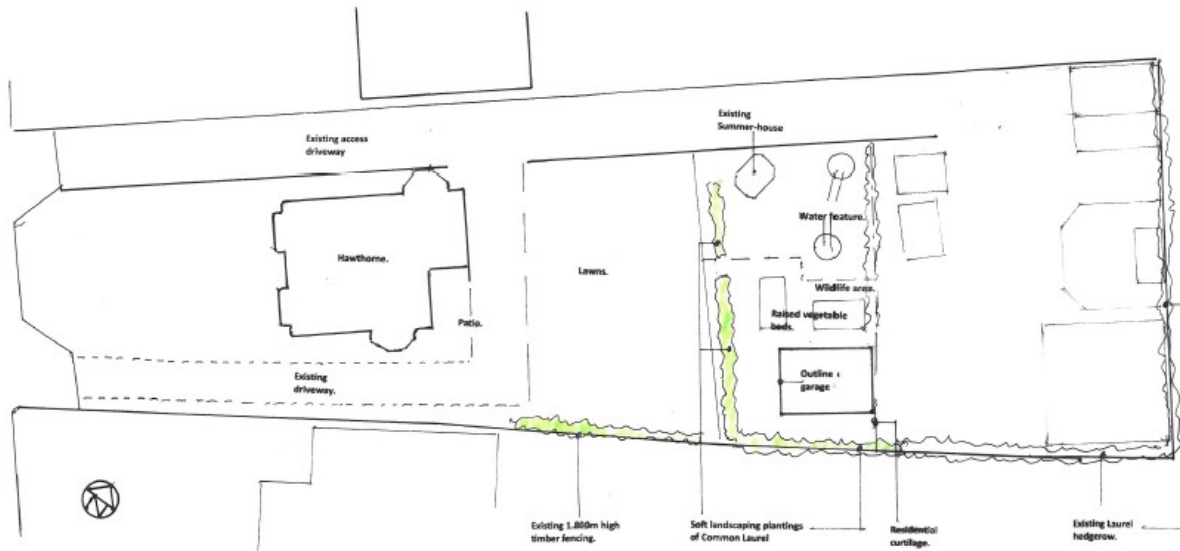 Existing access
driveway
Existing
Summer-house
Hawthorne.
Lawns.
Water feature.
Wildlife area.
Raised vegetable
beds.
Patio.
Existing
driveway.
Outline
garage
Existing 1.800m high
timber fencing.
Soft landscaping plantings
of Common Laurel
Residential
curtilage.
Existing Laurel
hedgerow.